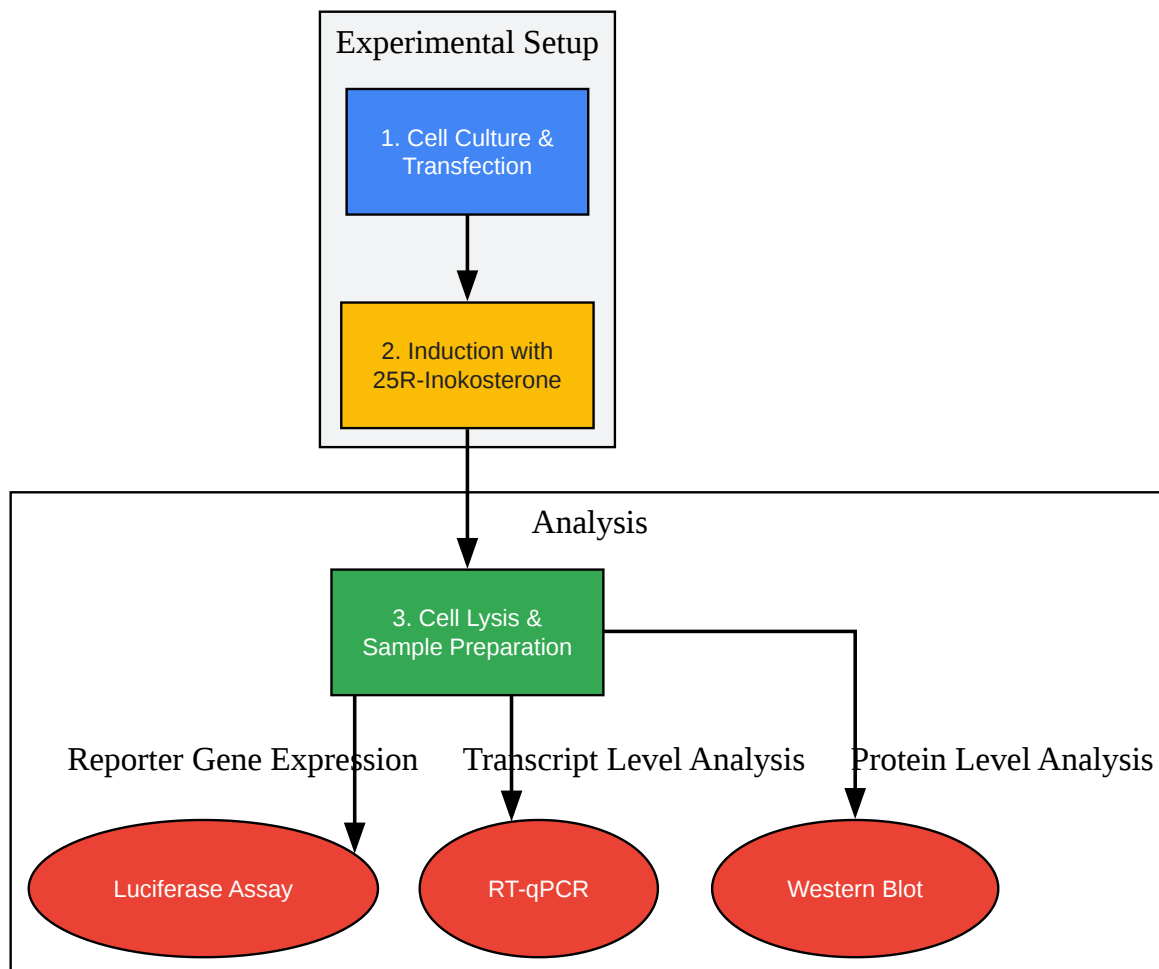 Experimental Setup
1. Cell Culture &
Transfection
2. Induction with
25R-Inokosterone
Analysis
3. Cell Lysis &
Sample Preparation
Reporter Gene Expression
Transcript Level Analysis
Protein Level Analysis
Luciferase Assay
RT-qPCR
Western Blot